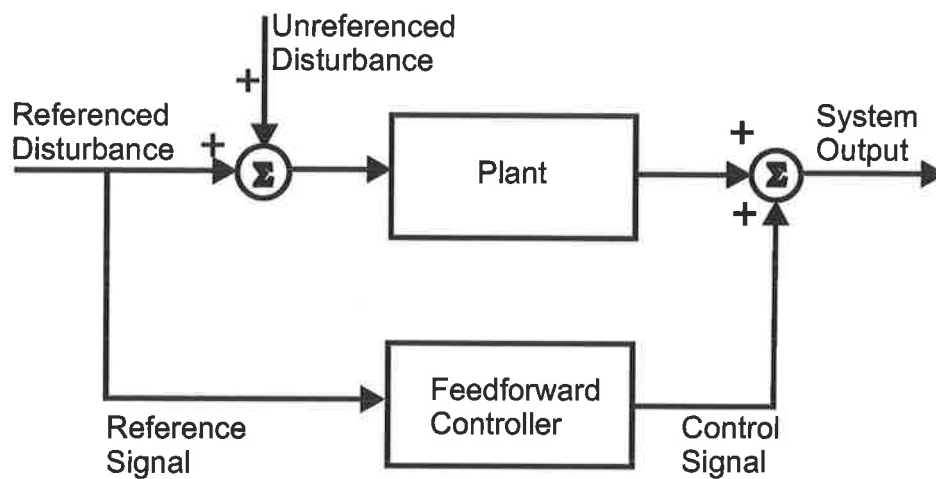 Unreferenced
Disturbance
+
Referenced
Disturbance
+
Σ
Plant
+
Σ
+
System
Output
Feedforward
Controller
Reference
Signal
Control
Signal